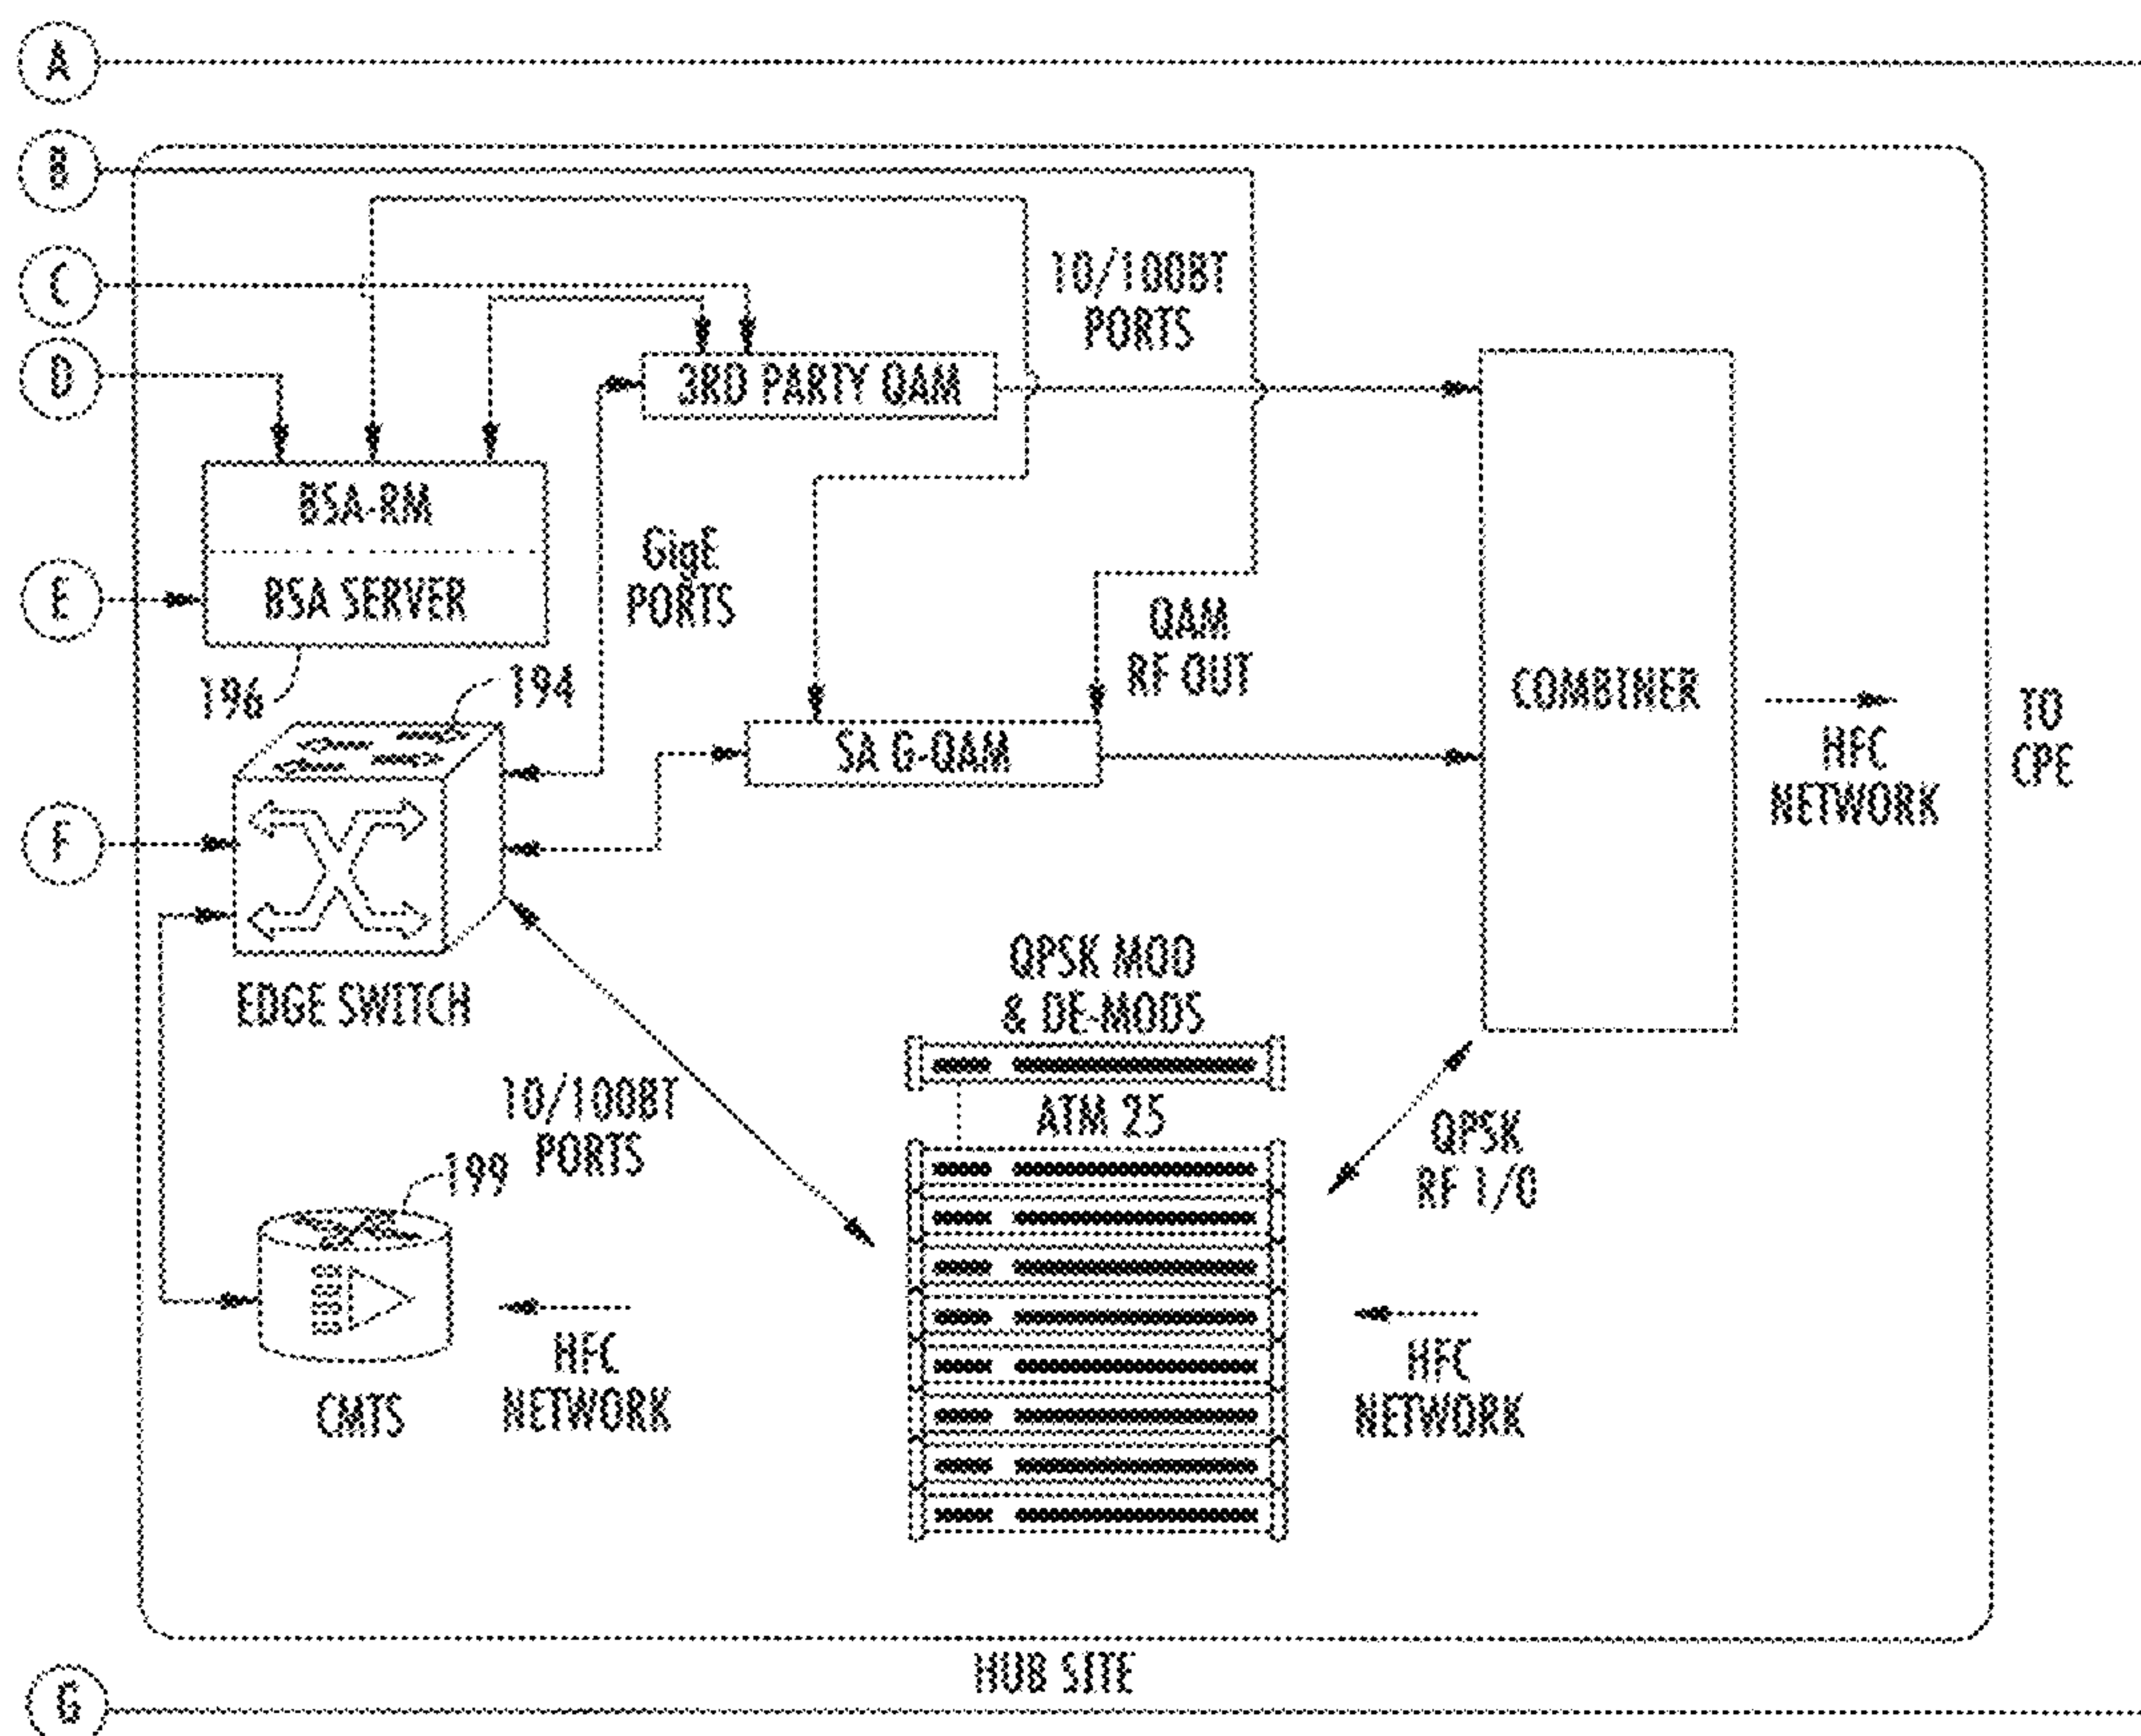 A
B
C
D
E
F
G
10/100BT
PORTS
3RD PARTY QAM
BSA-RM
BSA SERVER
196
GigE
PORTS
194
QAM
RF OUT
SA G-QAM
COMBINER
HFC
NETWORK
TO
CPE
EDGE SWITCH
QPSK MOD
& DE-MODS
ATM 25
10/100BT
PORTS
199
QPSK
RF I/O
CMTS
HFC
NETWORK
HFC
NETWORK
HUB SITE